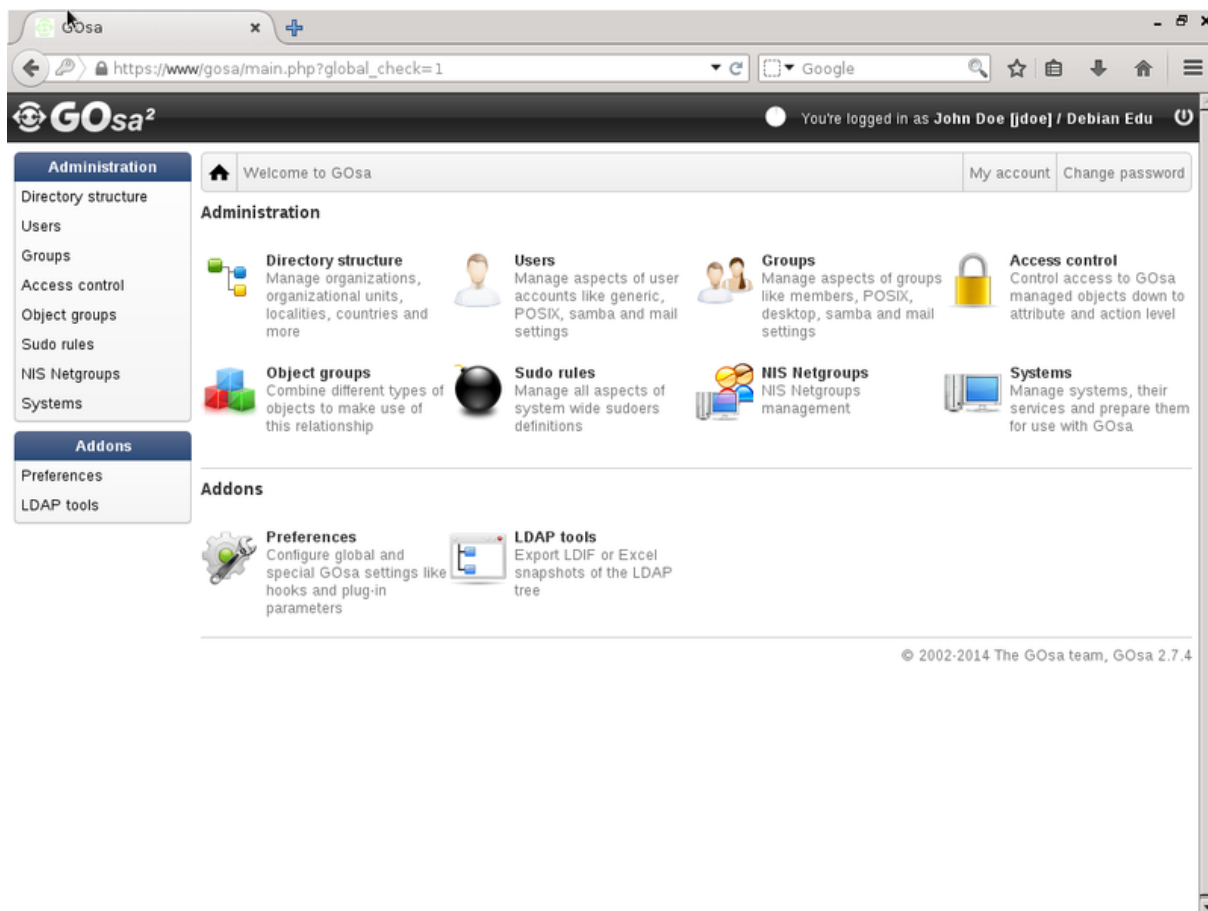 GOsa
https://www/gosa/main.php?global_check=1
Google
GOsa²
You're logged in as John Doe [jdoe] / Debian Edu
Administration
Directory structure
Users
Groups
Access control
Object groups
Sudo rules
NIS Netgroups
Systems
Addons
Preferences
LDAP tools
Welcome to GOsa
My account
Change password
Administration
Directory structure
Manage organizations,
organizational units,
localities, countries and
more
Users
Manage aspects of user
accounts like generic,
POSIX, samba and mail
settings
Groups
Manage aspects of groups
like members, POSIX,
desktop, samba and mail
settings
Access control
Control access to GOsa
managed objects down to
attribute and action level
Object groups
Combine different types of
objects to make use of
this relationship
Sudo rules
Manage all aspects of
system wide sudoers
definitions
NIS Netgroups
NIS Netgroups
management
Systems
Manage systems, their
services and prepare them
for use with GOsa
Addons
Preferences
Configure global and
special GOsa settings like
hooks and plug-in
parameters
LDAP tools
Export LDIF or Excel
snapshots of the LDAP
tree
© 2002-2014 The GOsa team, GOsa 2.7.4